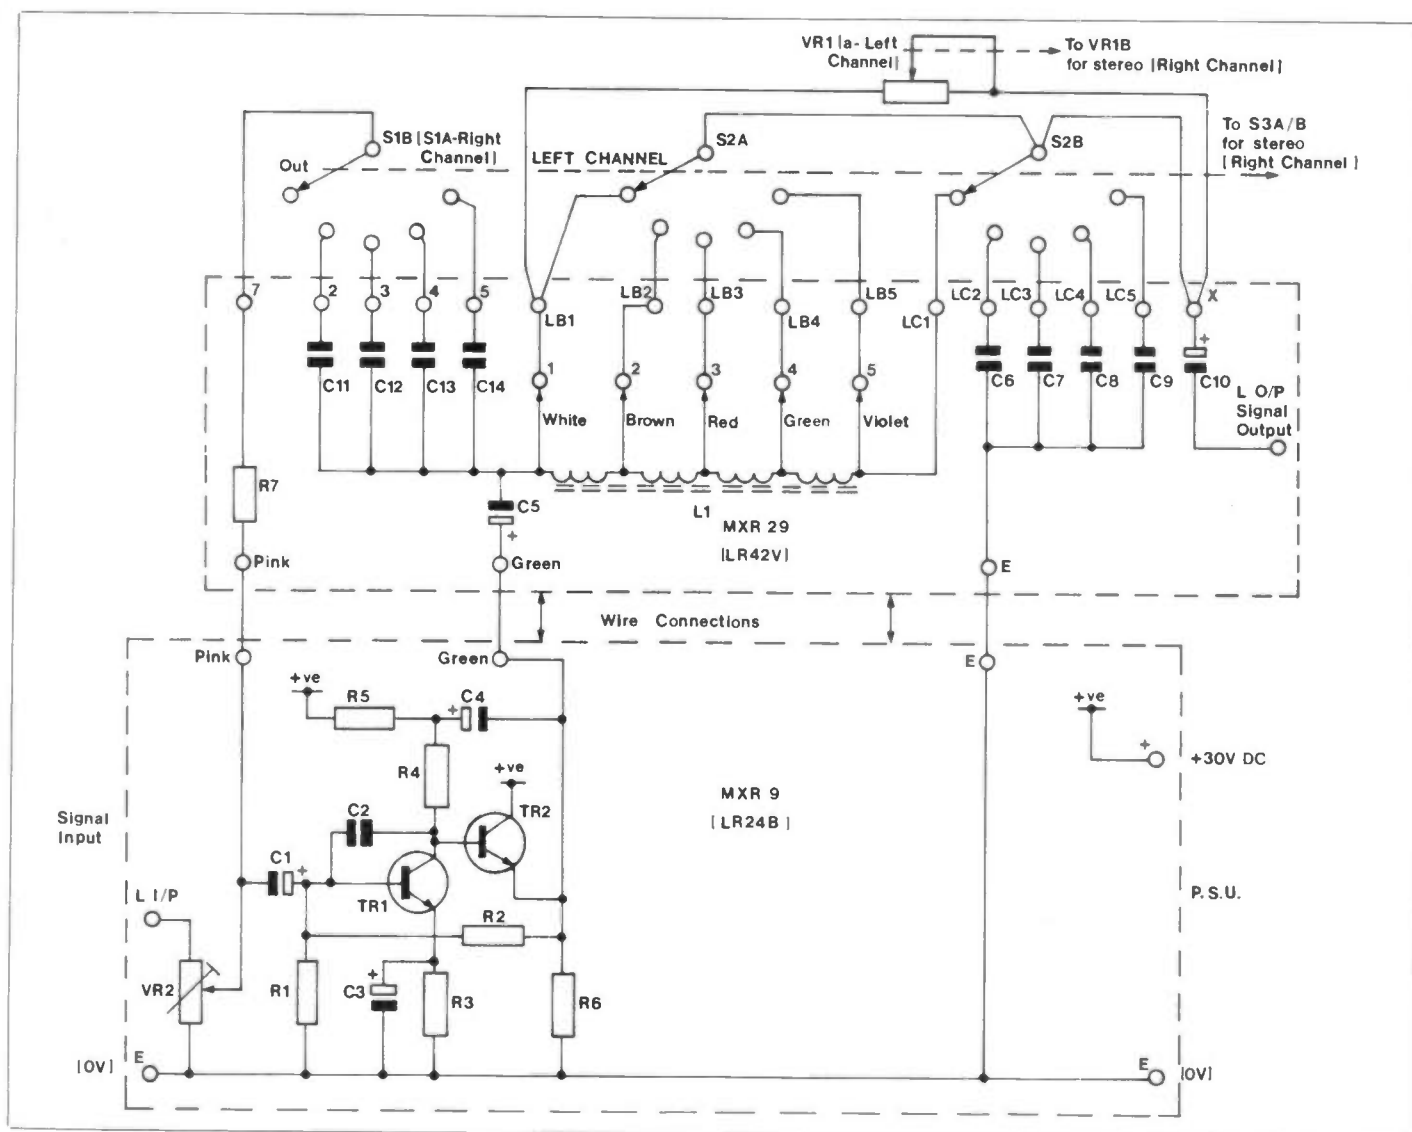 VR1 [a- Left
Channel]
To VR1B
for stereo [Right Channel]
S1B [S1A-Right
Channel]
Out
LEFT CHANNEL
S2A
S2B
To S3A/B
for stereo
[Right Channel]
7
2
3
4
5
LB1
LB2
LB3
LB4
LB5
LC1
LC2
LC3
LC4
LC5
X
+
C11
C12
C13
C14
1
2
3
4
5
C6
C7
C8
C9
C10
White
Brown
Red
Green
Violet
L O/P
Signal
Output
R7
C5
+
L1
MXR 29
[LR42V]
Pink
Green
E
Wire Connections
Pink
Green
E
+ve
R5
+
C4
+ve
+
+30V DC
R4
+ve
TR2
MXR 9
[LR24B]
Signal
Input
C2
C1
+
TR1
L I/P
R2
P.S.U.
VR2
R1
+
C3
R3
R6
[0V]
E
E
[0V]